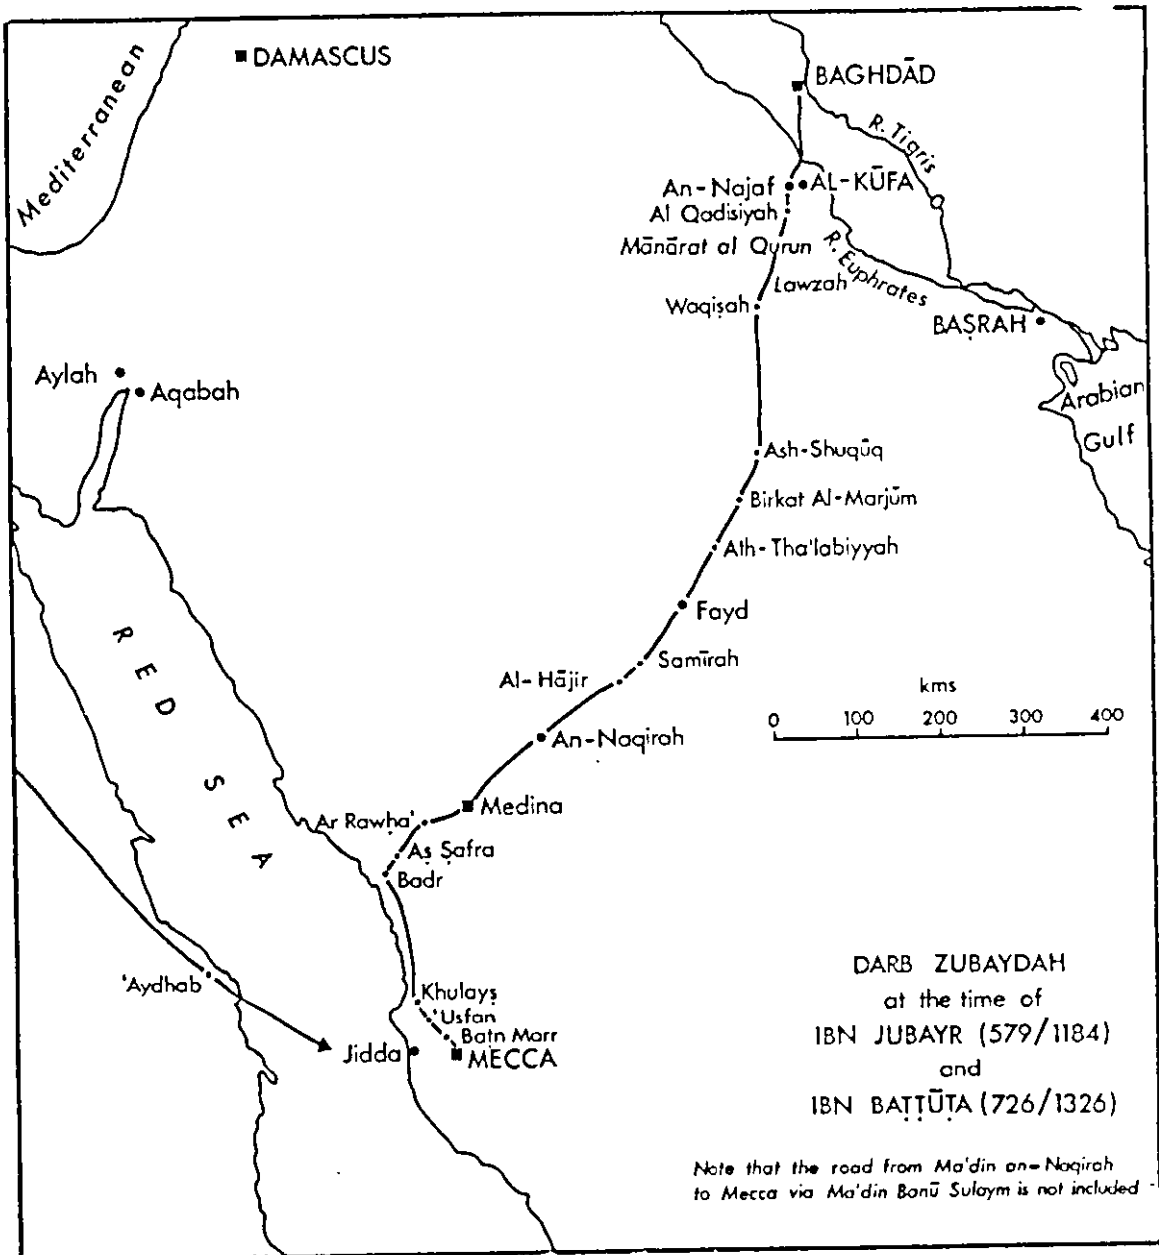 Mediterranean
DAMASCUS
BAGHDĀD
R. Tigris
An-Najaf
AL-KŪFA
Al Qadisiyah
Mānārat al Qurun
R. Euphrates
Lawzah
Waqiṣah
BAṢRAH
Aylah
Aqabah
Arabian
Gulf
Ash-Shuqūq
Birkat Al-Marjūm
Ath-Tha'labiyyah
Fayd
RED SEA
Samīrah
Al-Hājir
kms
0 100 200 300 400
An-Naqirah
Medina
Ar Rawḥa'
Aṣ Ṣafra
Badr
'Aydhab
Khulayṣ
'Usfan
Batn Marr
Jidda
MECCA
DARB ZUBAYDAH
at the time of
IBN JUBAYR (579/1184)
and
IBN BAṬṬŪṬA (726/1326)
Note that the road from Ma'din an-Naqirah
to Mecca via Ma'din Banū Sulaym is not included